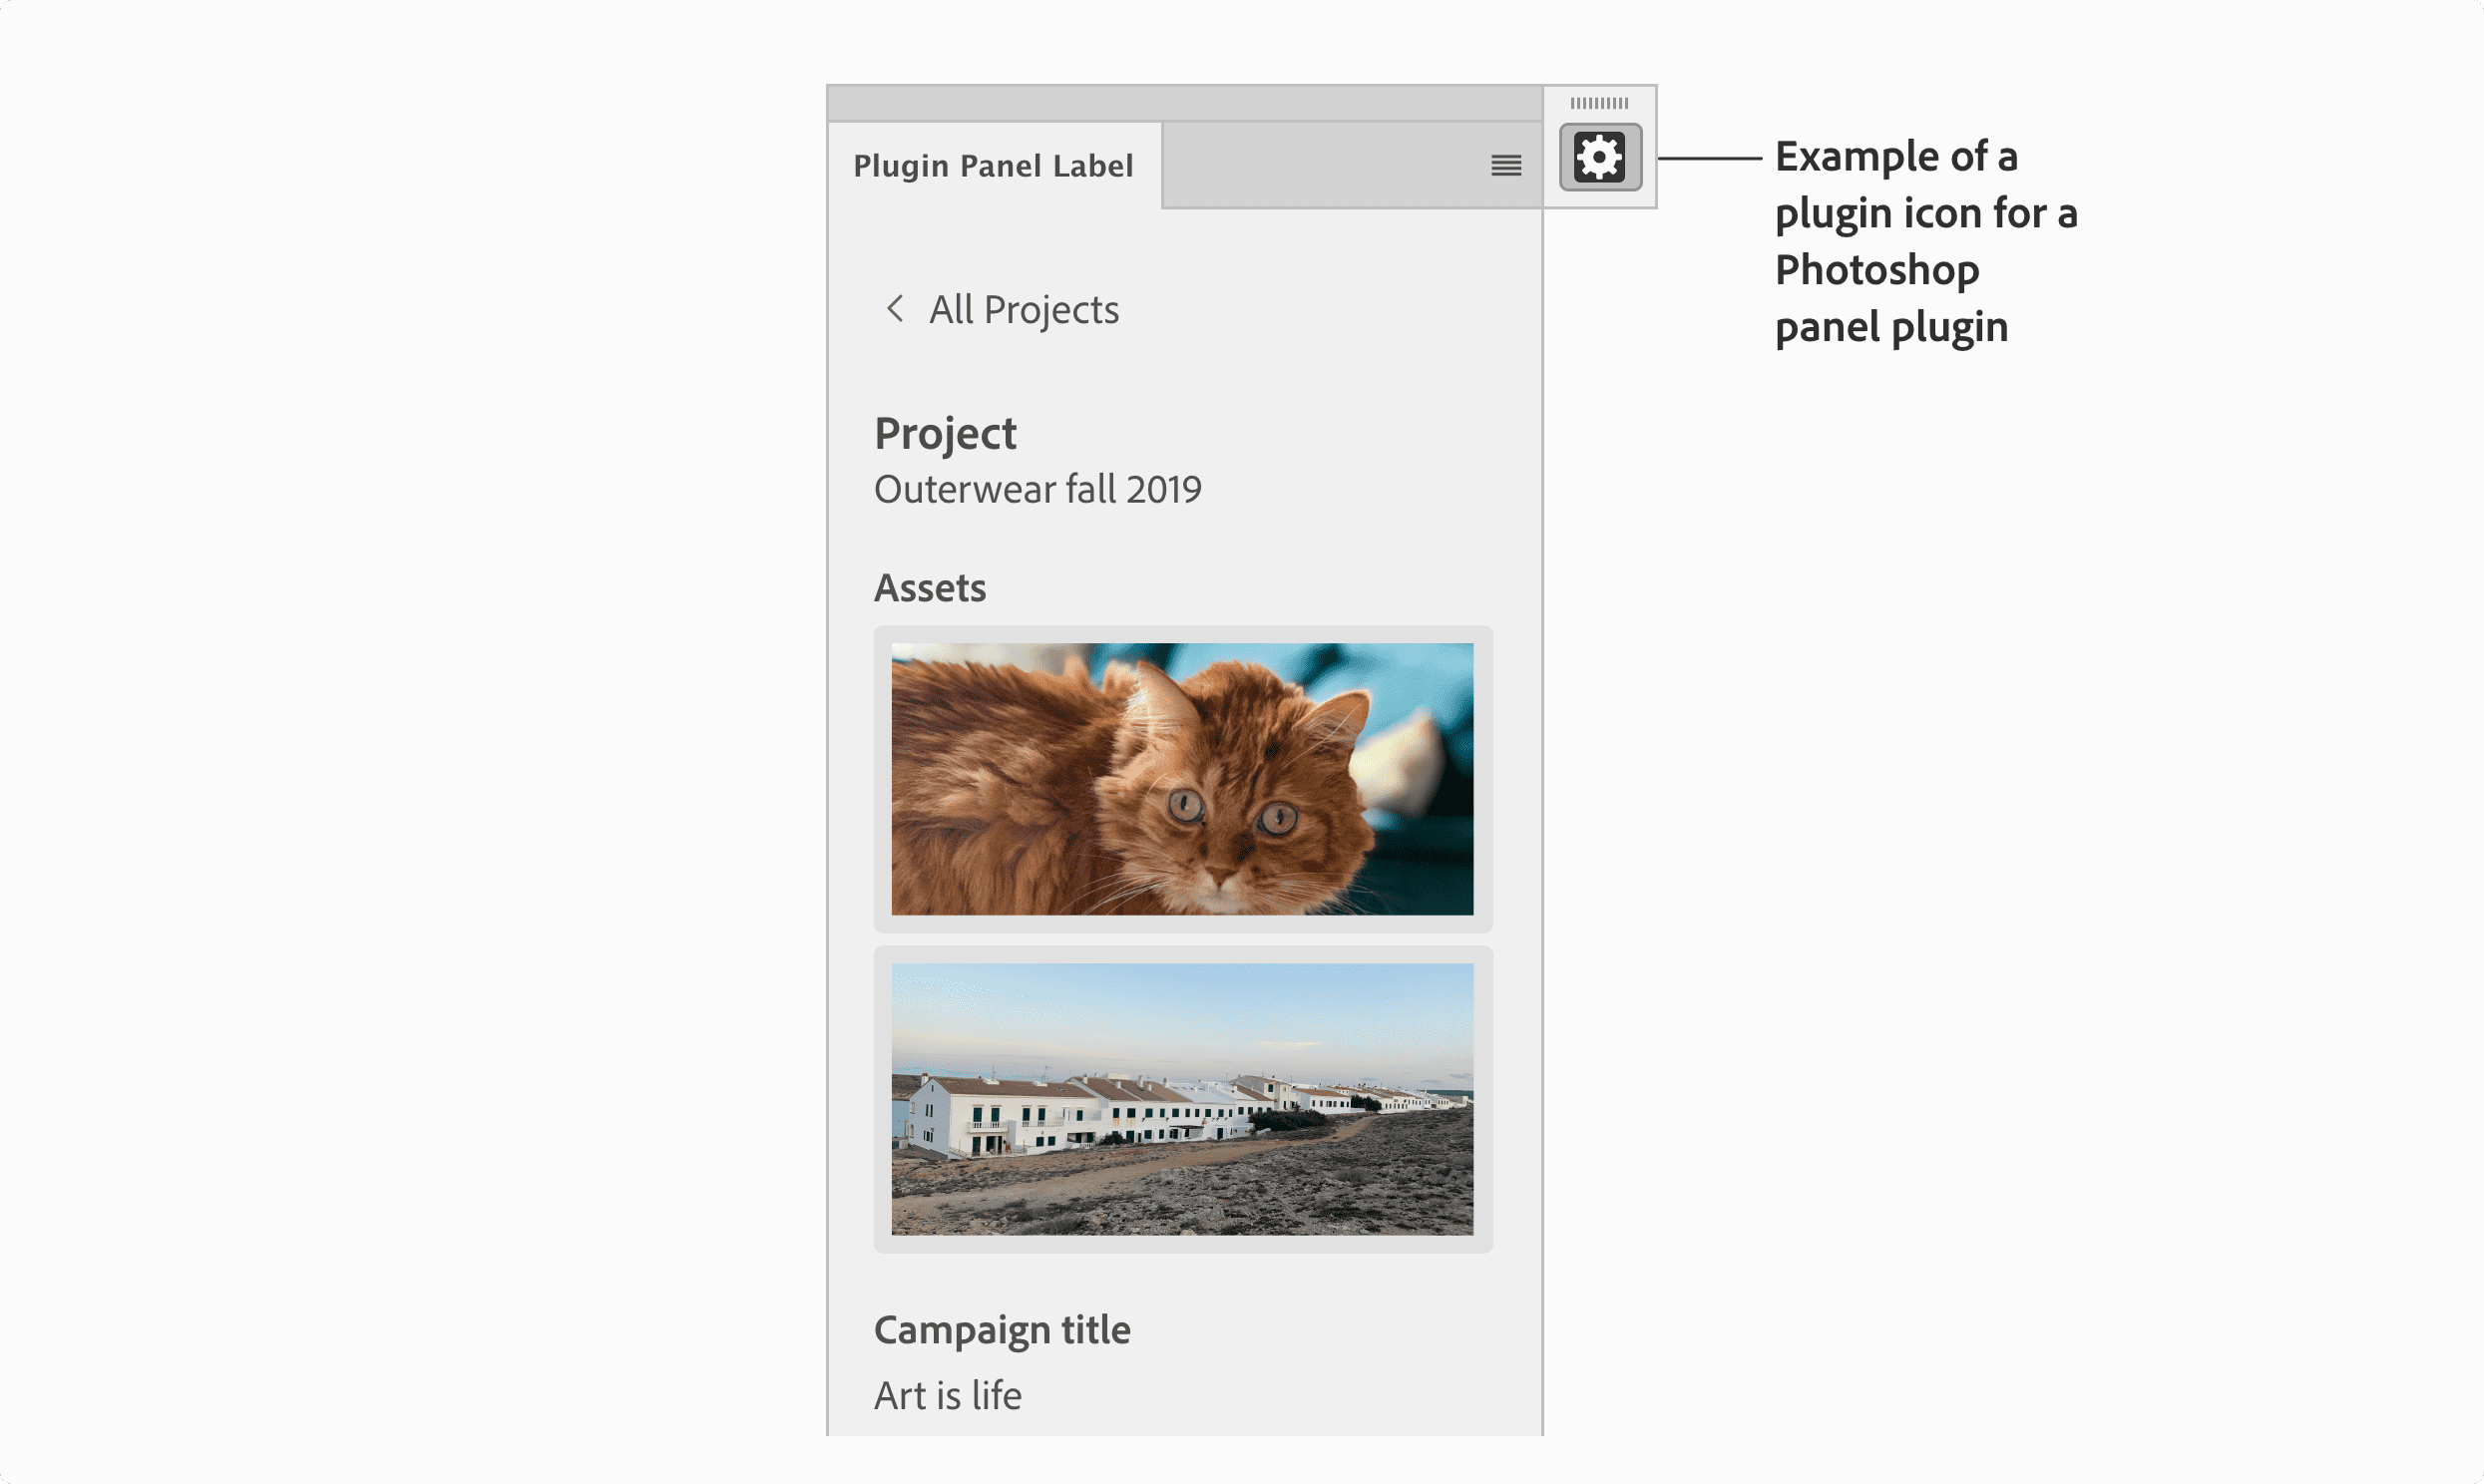 Plugin Panel Label
Example of a
plugin icon for a
Photoshop
panel plugin
All Projects
Project
Outerwear fall 2019
Assets
Campaign title
Art is life